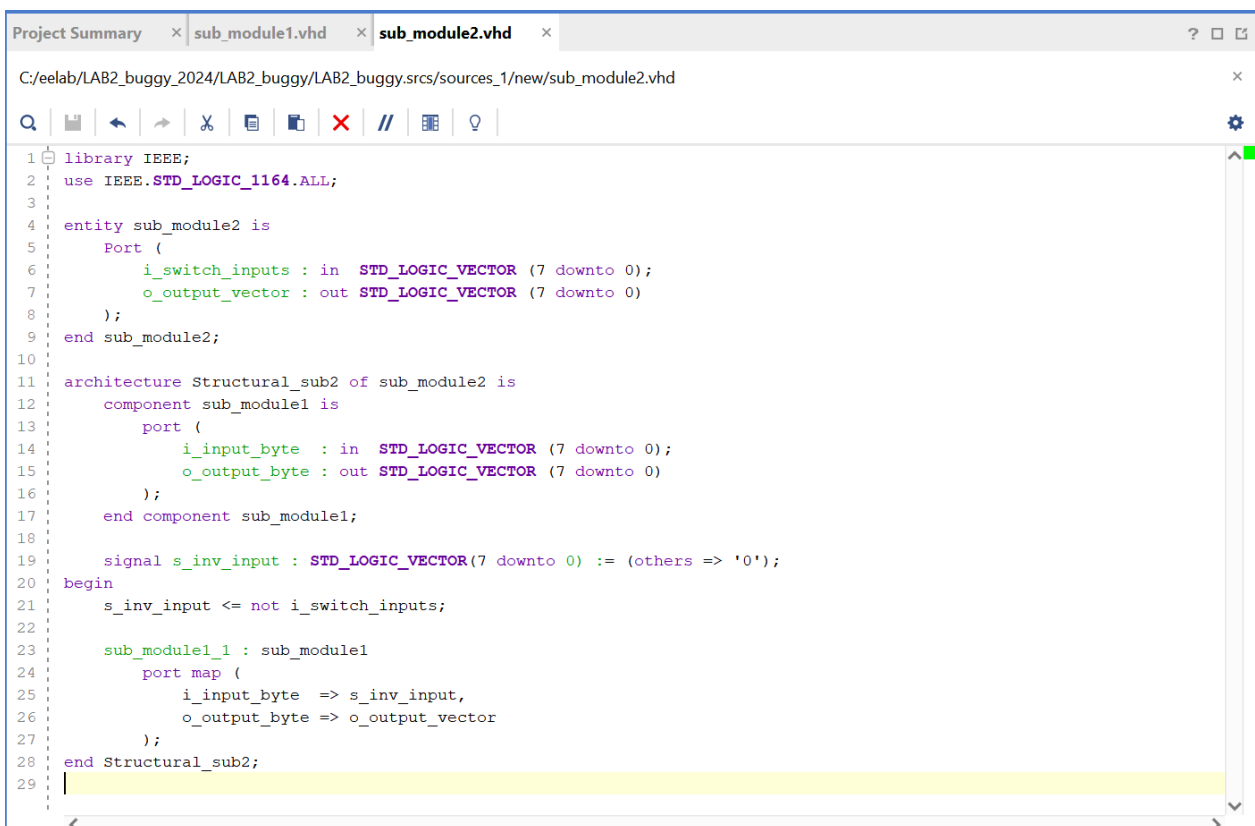 Project Summary × sub_module1.vhd × sub_module2.vhd × ? □
C:/eelab/LAB2_buggy_2024/LAB2_buggy/LAB2_buggy.srcs/sources_1/new/sub_module2.vhd ×
1 library IEEE;
2 use IEEE.STD_LOGIC_1164.ALL;
3
4 entity sub_module2 is
5     Port (
6         i_switch_inputs : in  STD_LOGIC_VECTOR (7 downto 0);
7         o_output_vector : out STD_LOGIC_VECTOR (7 downto 0)
8     );
9 end sub_module2;
10
11 architecture Structural_sub2 of sub_module2 is
12     component sub_module1 is
13         port (
14             i_input_byte  : in  STD_LOGIC_VECTOR (7 downto 0);
15             o_output_byte : out STD_LOGIC_VECTOR (7 downto 0)
16         );
17     end component sub_module1;
18
19     signal s_inv_input : STD_LOGIC_VECTOR(7 downto 0) := (others => '0');
20 begin
21     s_inv_input <= not i_switch_inputs;
22
23     sub_module1_1 : sub_module1
24         port map (
25             i_input_byte  => s_inv_input,
26             o_output_byte => o_output_vector
27         );
28 end Structural_sub2;
29